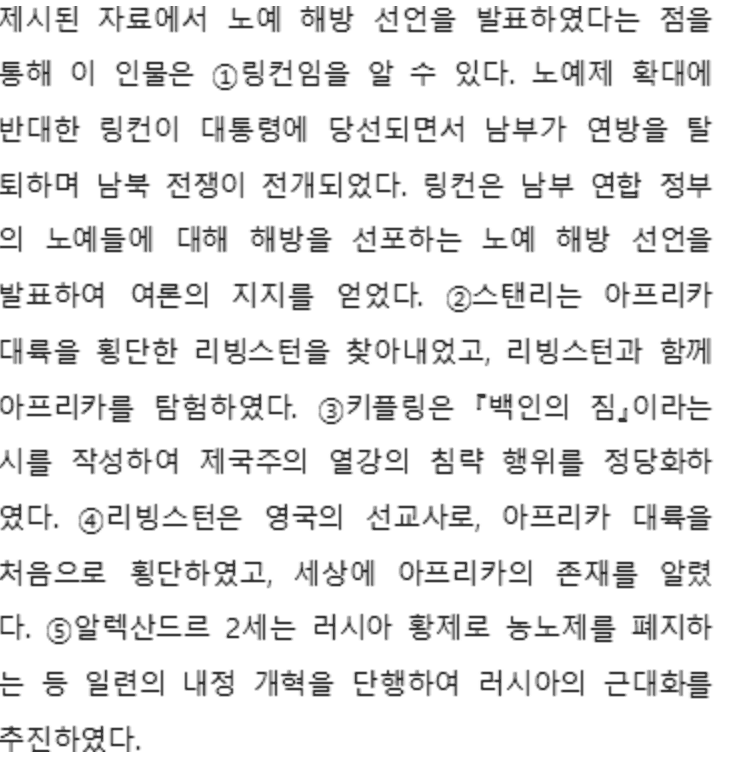 제시된 자료에서 노예 해방 선언을 발표하였다는 점을
통해 이 인물은 ①링컨임을 알 수 있다. 노예제 확대에
반대한 링컨이 대통령에 당선되면서 남부가 연방을 탈
퇴하며 남북 전쟁이 전개되었다. 링컨은 남부 연합 정부
의 노예들에 대해 해방을 선포하는 노예 해방 선언을
발표하여 여론의 지지를 얻었다. ②스탠리는 아프리카
대륙을 횡단한 리빙스턴을 찾아내었고, 리빙스턴과 함께
아프리카를 탐험하였다. ③키플링은 『백인의 짐』이라는
시를 작성하여 제국주의 열강의 침략 행위를 정당화하
였다. ④리빙스턴은 영국의 선교사로, 아프리카 대륙을
처음으로 횡단하였고, 세상에 아프리카의 존재를 알렸
다. ⑤알렉산드르 2세는 러시아 황제로 농노제를 폐지하
는 등 일련의 내정 개혁을 단행하여 러시아의 근대화를
추진하였다.